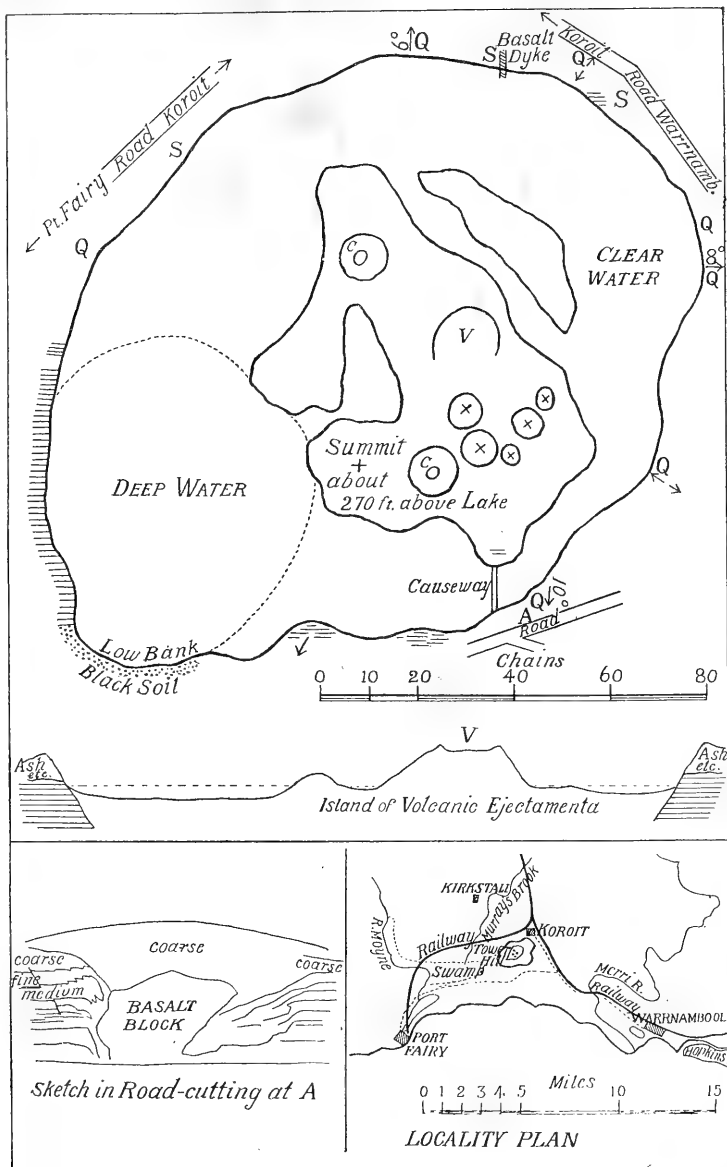 6° Q
S Basalt
Dyke
Q
Koroit
Road Warrnamb.
S
Pt. Fairy Road Koroit
S
Q
Q
8°
Q
CLEAR
WATER
C
O
V
x
x
x
x
x
C
O
Summit
+
about
270 ft. above Lake
DEEP WATER
Q
Causeway
Q
10°
A
Road
LOW BANK
Black Soil
Chains
0 10 20 40 60 80
V
Ash
etc.
Ash
etc.
Island of Volcanic Ejectamenta
coarse
coarse
coarse
fine
medium
BASALT
BLOCK
Sketch in Road-cutting at A
KIRKSTALL
Murrays Brook
R. Moyne
Railway
KOROIT
Tower
Hill
Swamp
Merri R.
Railway
WARRNAMBOOL
Hopkins
PORT
FAIRY
Miles
0 1 2 3 4 5 10 15
LOCALITY PLAN